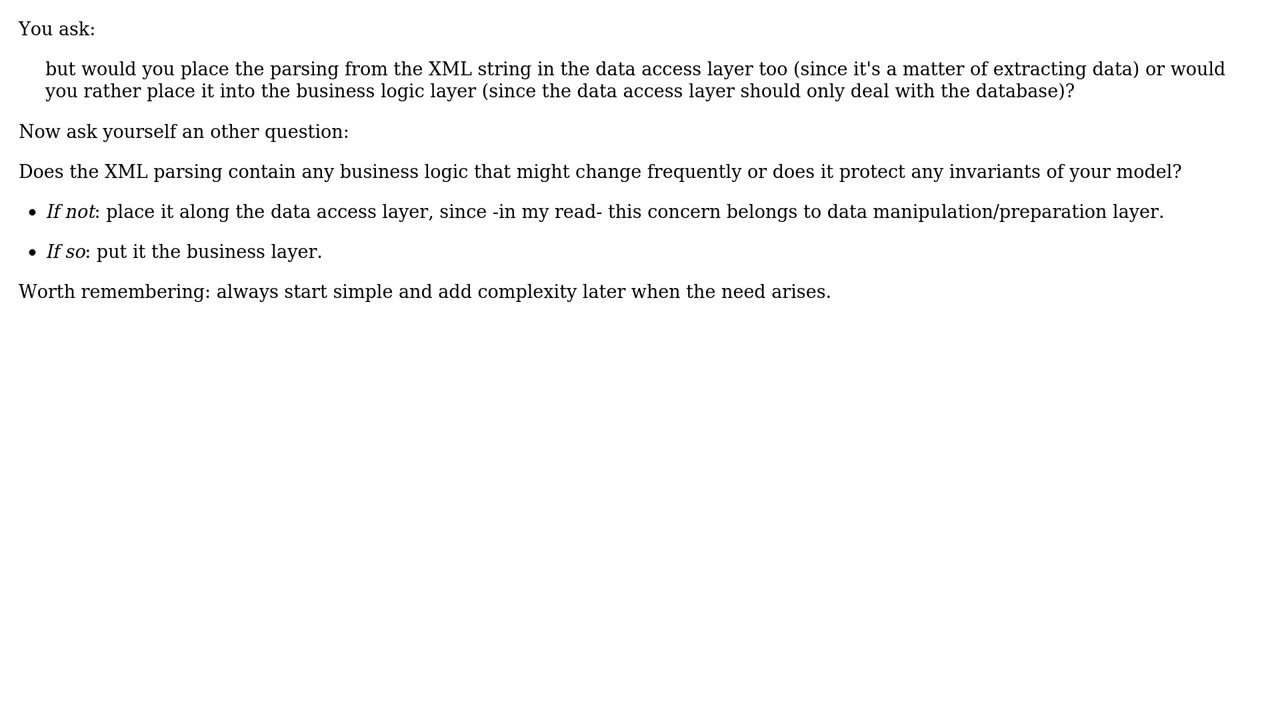 You ask:
but would you place the parsing from the XML string in the data access layer too (since it's a matter of extracting data) or would
you rather place it into the business logic layer (since the data access layer should only deal with the database)?
Now ask yourself an other question:
Does the XML parsing contain any business logic that might change frequently or does it protect any invariants of your model?
• If not: place it along the data access layer, since -in my read- this concern belongs to data manipulation/preparation layer.
• If so: put it the business layer.
Worth remembering: always start simple and add complexity later when the need arises.